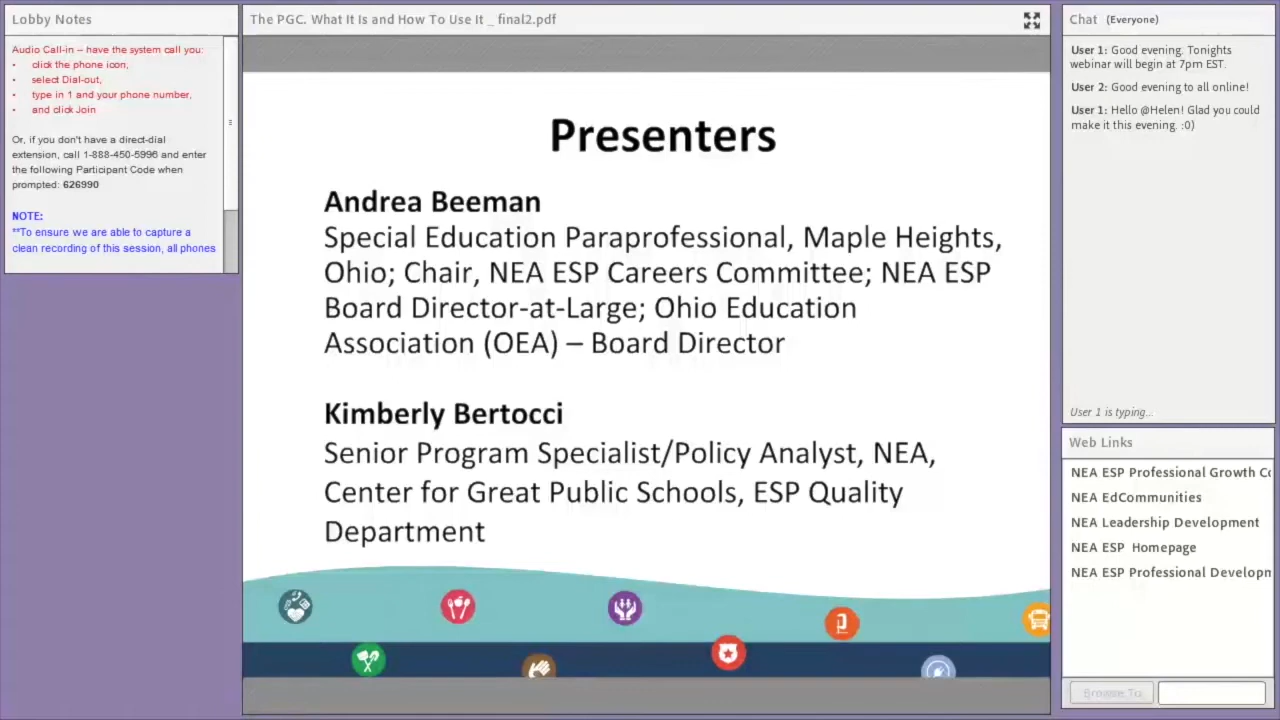 Lobby Notes
Audio Call-in – have the system call you:
• click the phone icon,
• select Dial-out,
• type in 1 and your phone number,
• and click Join
Or, if you don't have a direct-dial
extension, call 1-888-450-5996 and enter
the following Participant Code when
prompted: 626990
NOTE:
**To ensure we are able to capture a
clean recording of this session, all phones
The PGC. What It Is and How To Use It _ final2.pdf
Presenters
Andrea Beeman
Special Education Paraprofessional, Maple Heights,
Ohio; Chair, NEA ESP Careers Committee; NEA ESP
Board Director-at-Large; Ohio Education
Association (OEA) – Board Director
Kimberly Bertocci
Senior Program Specialist/Policy Analyst, NEA,
Center for Great Public Schools, ESP Quality
Department
Chat (Everyone)
User 1: Good evening. Tonights
webinar will begin at 7pm EST.
User 2: Good evening to all online!
User 1: Hello @Helen! Glad you could
make it this evening. :0)
User 1 is typing...
Web Links
NEA ESP Professional Growth Co
NEA EdCommunities
NEA Leadership Development
NEA ESP Homepage
NEA ESP Professional Developm
Browse To